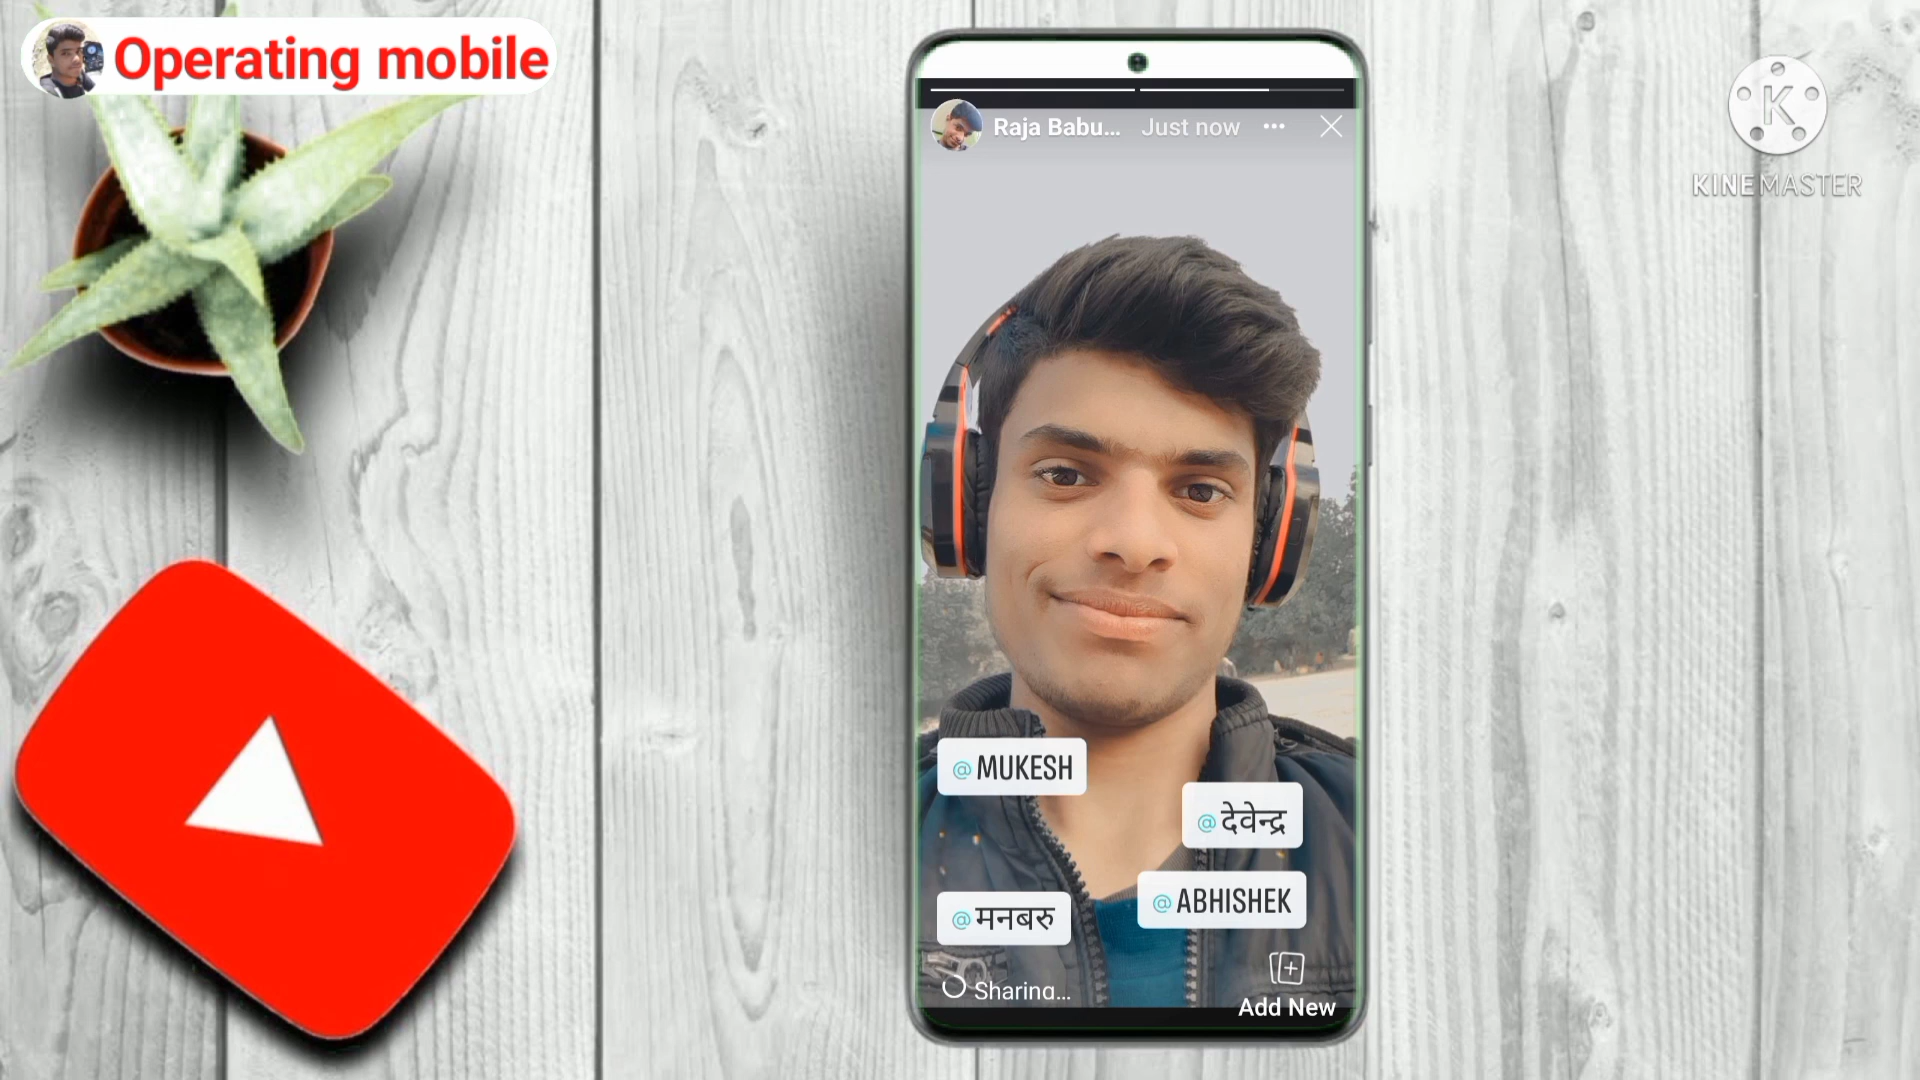 Operating mobile
KINEMASTER
Raja Babu... Just now
@MUKESH
@देवेन्द्र
@मनबरु
@ABHISHEK
Sharing...
Add New